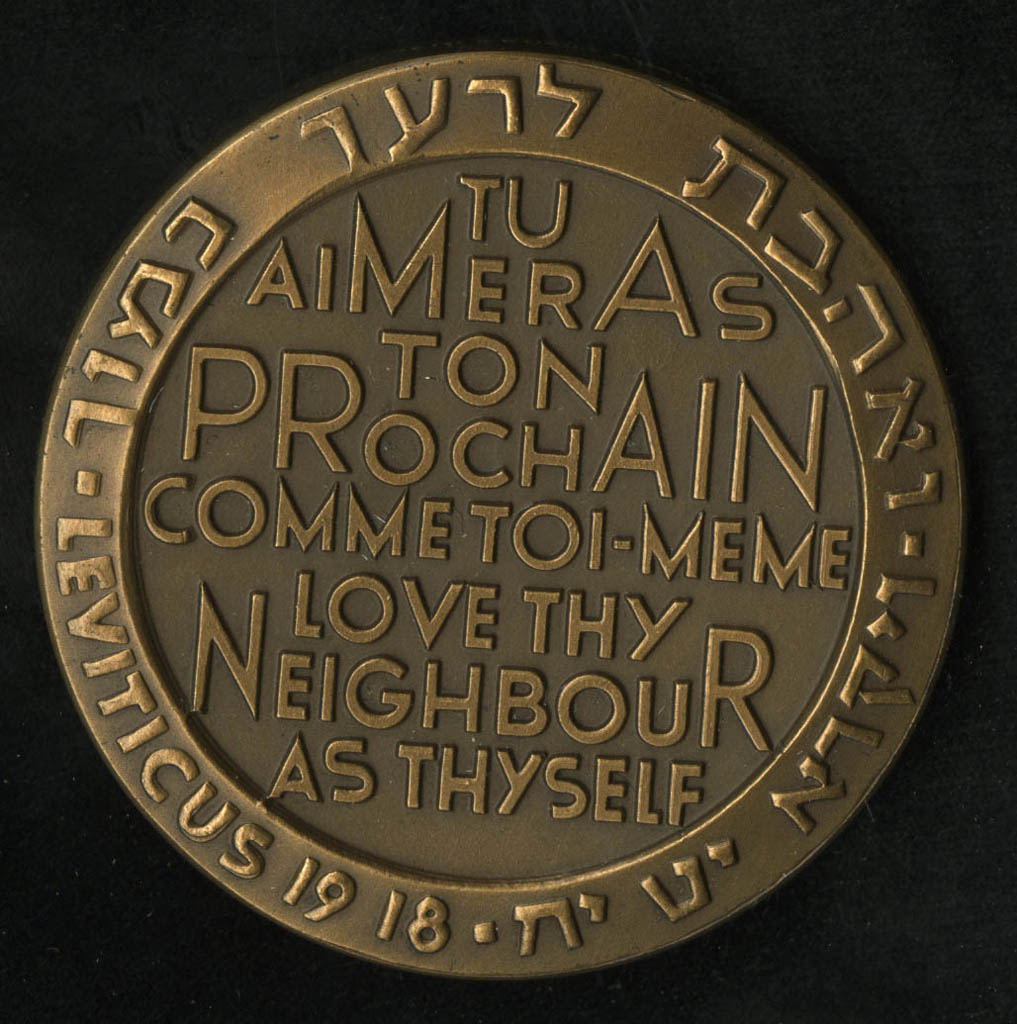 ואהבת לרעך כמוך ·
LEVITICUS 19 18 ·
ויקרא יט יח ·
TU
AIMERAS
TON
PROCHAIN
COMME TOI-MEME
LOVE THY
NEIGHBOUR
AS THYSELF